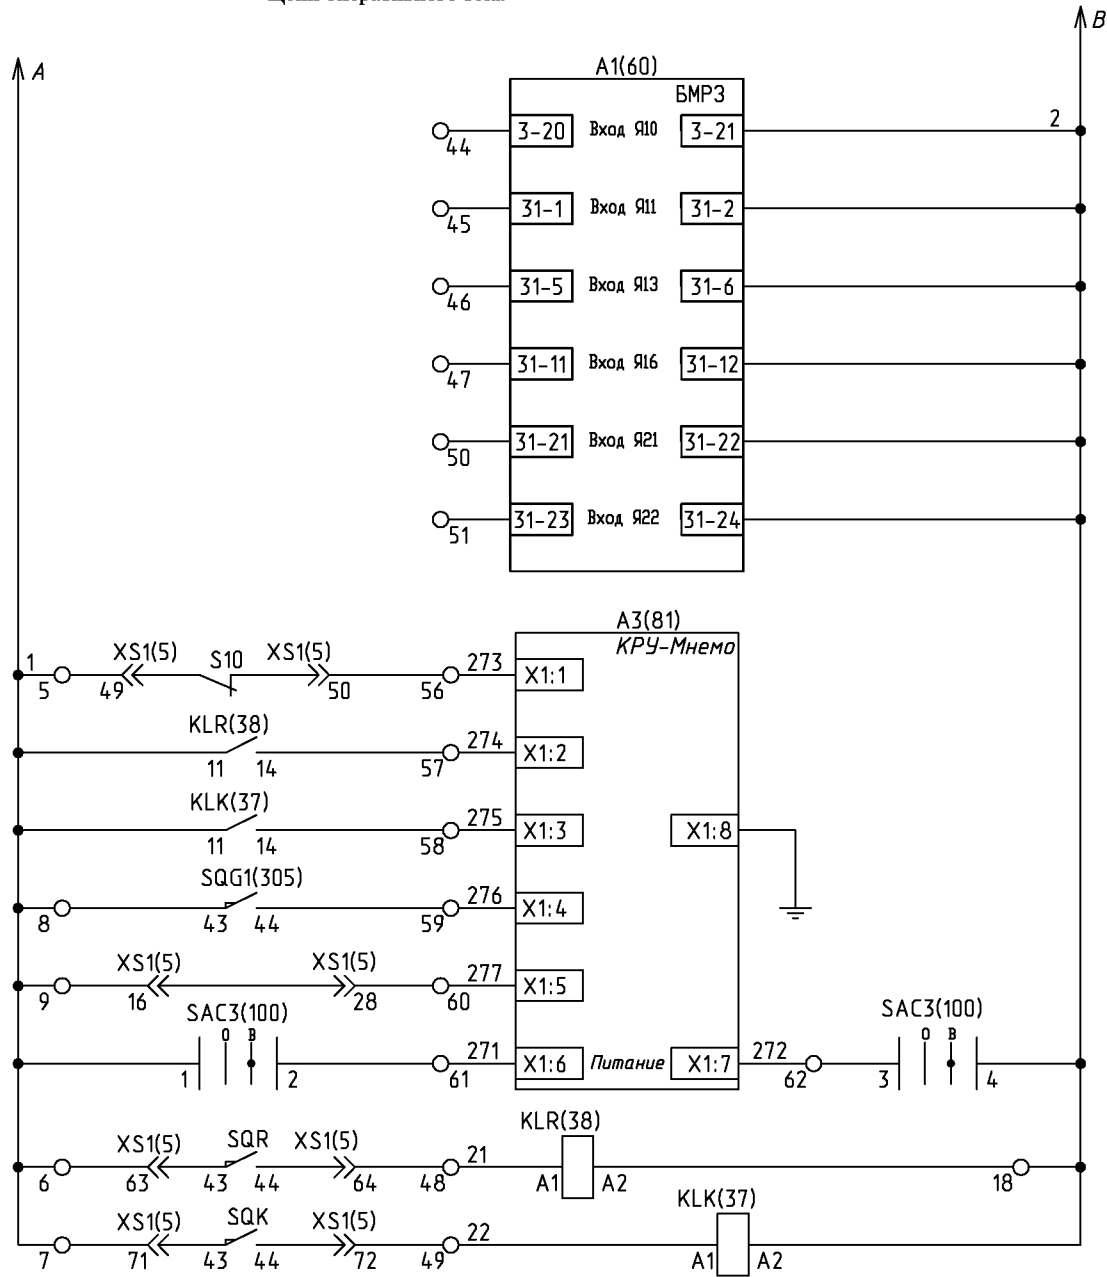 B
A
A1(60)
БМРЗ
44 3-20 Вход Я10 3-21 2
45 31-1 Вход Я11 31-2
46 31-5 Вход Я13 31-6
47 31-11 Вход Я16 31-12
50 31-21 Вход Я21 31-22
51 31-23 Вход Я22 31-24
A3(81)
КРУ-Мнемо
1 XS1(5) S10 XS1(5) 273 X1:1
5 49 50 56
KLR(38) 274 X1:2
11 14 57
KLK(37) 275 X1:3 X1:8
11 14 58
SQG1(305) 276 X1:4
8 43 44 59
XS1(5) XS1(5) 277 X1:5
9 16 28 60
SAC3(100) SAC3(100)
О В О В
271 X1:6 Питание X1:7 272
1 2 61 62 3 4
KLR(38)
XS1(5) SQR XS1(5) 21
6 63 43 44 64 48 A1 A2 18
KLK(37)
XS1(5) SQK XS1(5) 22
7 71 43 44 72 49 A1 A2